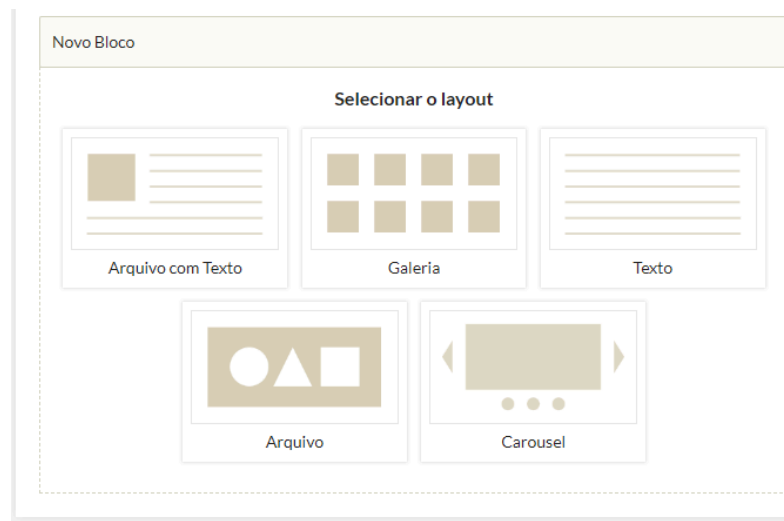 Novo Bloco
Selecionar o layout
Arquivo com Texto
Galeria
Texto
Arquivo
Carousel